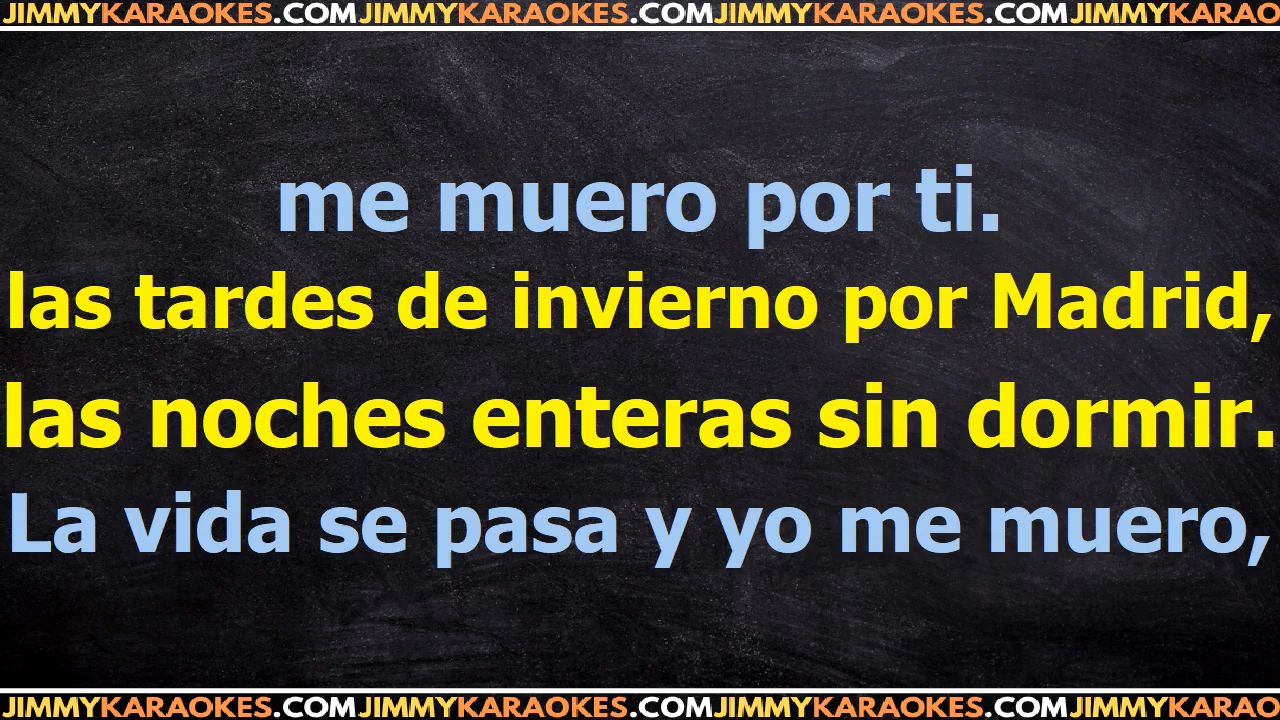 JIMMYKARAOKES.COMJIMMYKARAOKES.COMJIMMYKARAOKES.COMJIMMYKARAO
me muero por ti.
las tardes de invierno por Madrid,
las noches enteras sin dormir.
La vida se pasa y yo me muero,
JIMMYKARAOKES.COMJIMMYKARAOKES.COMJIMMYKARAOKES.COMJIMMYKARAO